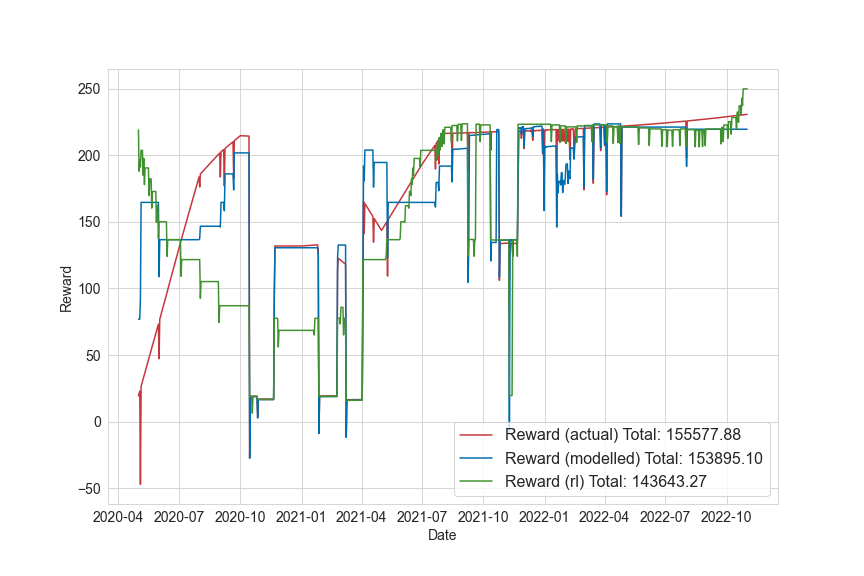 250
200
150
100
50
0
−50
Reward
2020-04 2020-07 2020-10 2021-01 2021-04 2021-07 2021-10 2022-01 2022-04 2022-07 2022-10
Date
Reward (actual) Total: 155577.88
Reward (modelled) Total: 153895.10
Reward (rl) Total: 143643.27